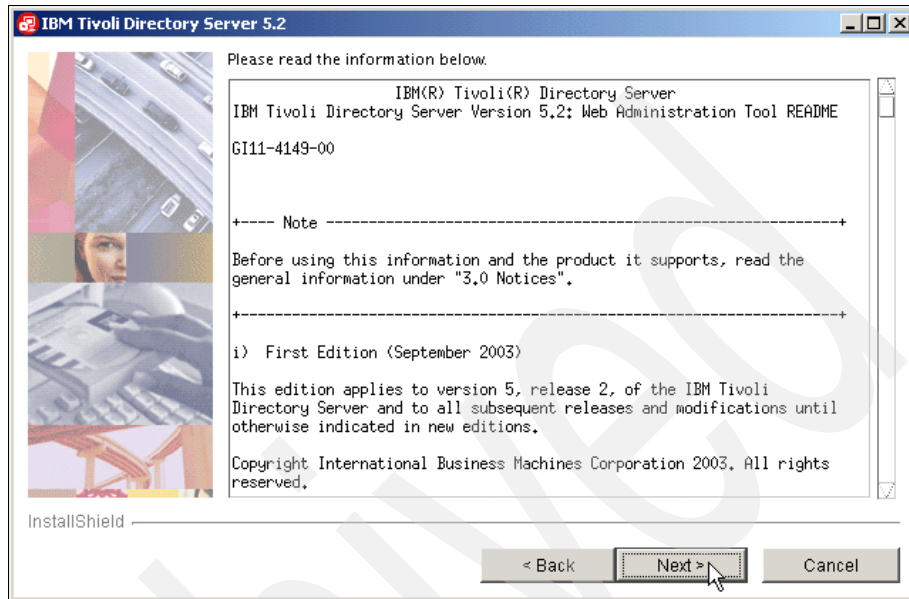 IBM Tivoli Directory Server 5.2
Please read the information below.
IBM(R) Tivoli(R) Directory Server
IBM Tivoli Directory Server Version 5.2: Web Administration Tool README
GI11-4149-00
+---- Note ------------------------------------------------------------+
Before using this information and the product it supports, read the
general information under "3.0 Notices".
+----------------------------------------------------------------------+
i) First Edition (September 2003)
This edition applies to version 5, release 2, of the IBM Tivoli
Directory Server and to all subsequent releases and modifications until
otherwise indicated in new editions.
Copyright International Business Machines Corporation 2003. All rights
reserved.
InstallShield
< Back
Next >
Cancel